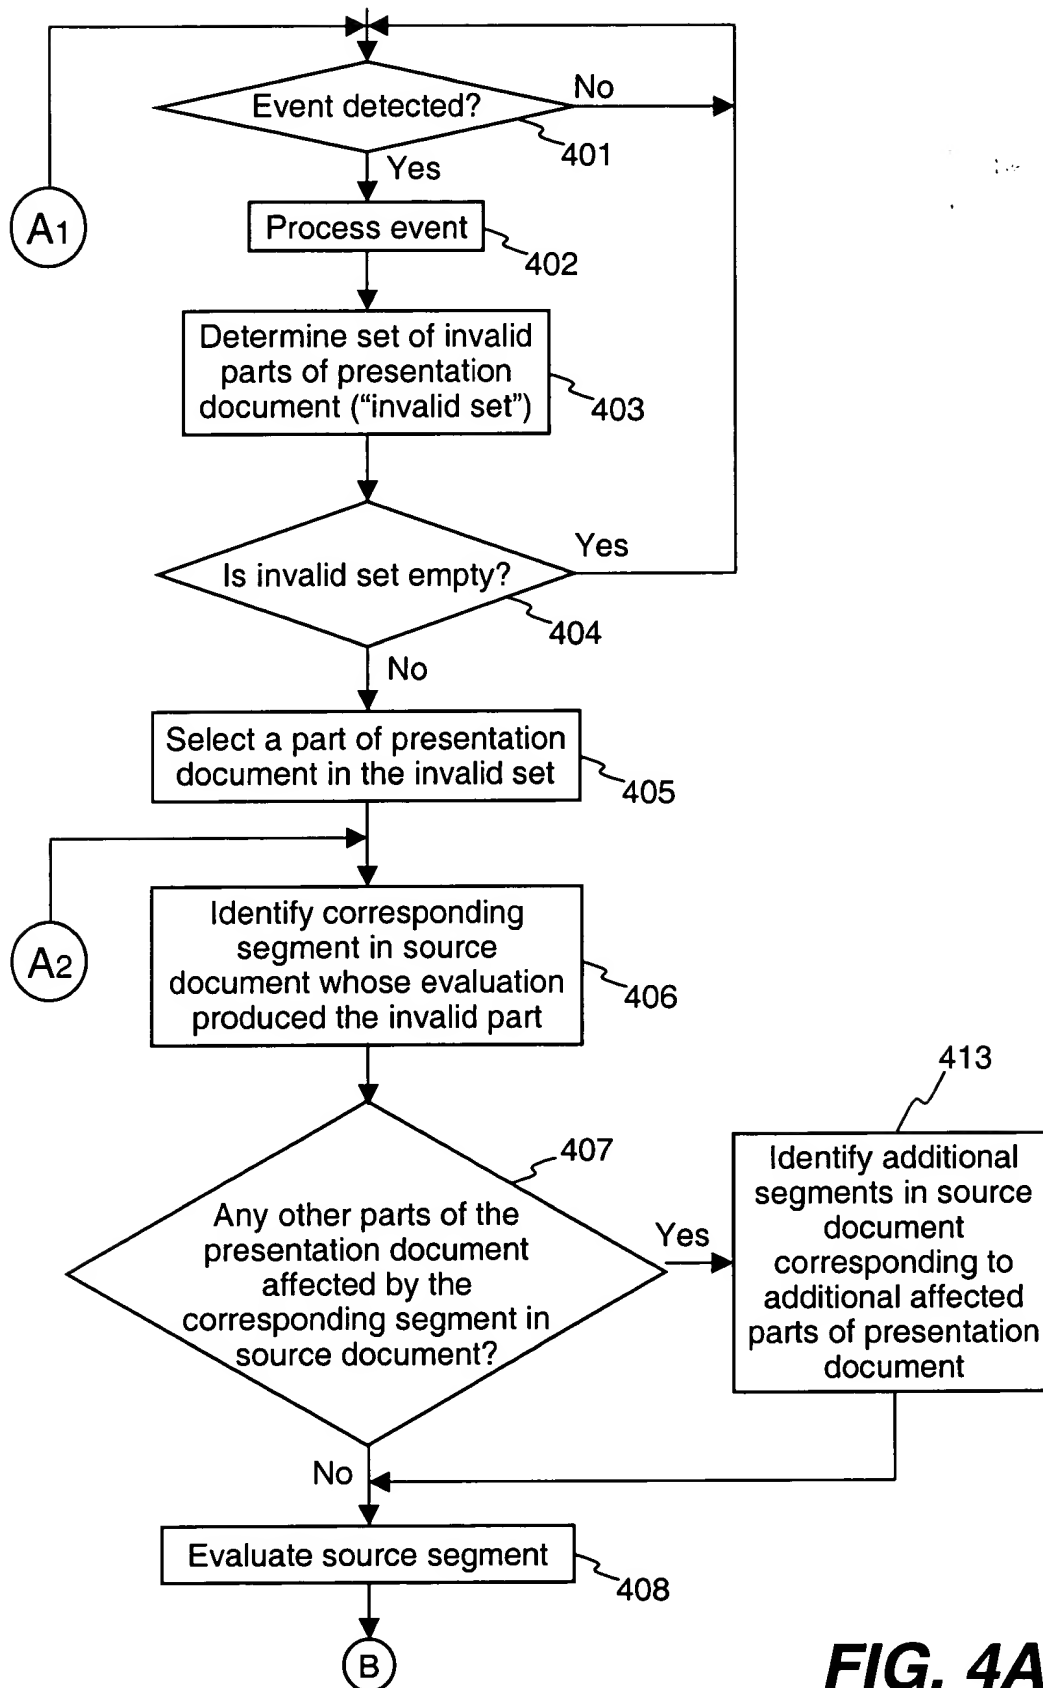 Event detected?
No
401
Yes
A1
Process event
402
Determine set of invalid
parts of presentation
document (“invalid set”)
403
Is invalid set empty?
Yes
404
No
Select a part of presentation
document in the invalid set
405
A2
Identify corresponding
segment in source
document whose evaluation
produced the invalid part
406
407
Any other parts of the
presentation document
affected by the
corresponding segment in
source document?
Yes
413
Identify additional
segments in source
document
corresponding to
additional affected
parts of presentation
document
No
Evaluate source segment
408
B
FIG. 4A